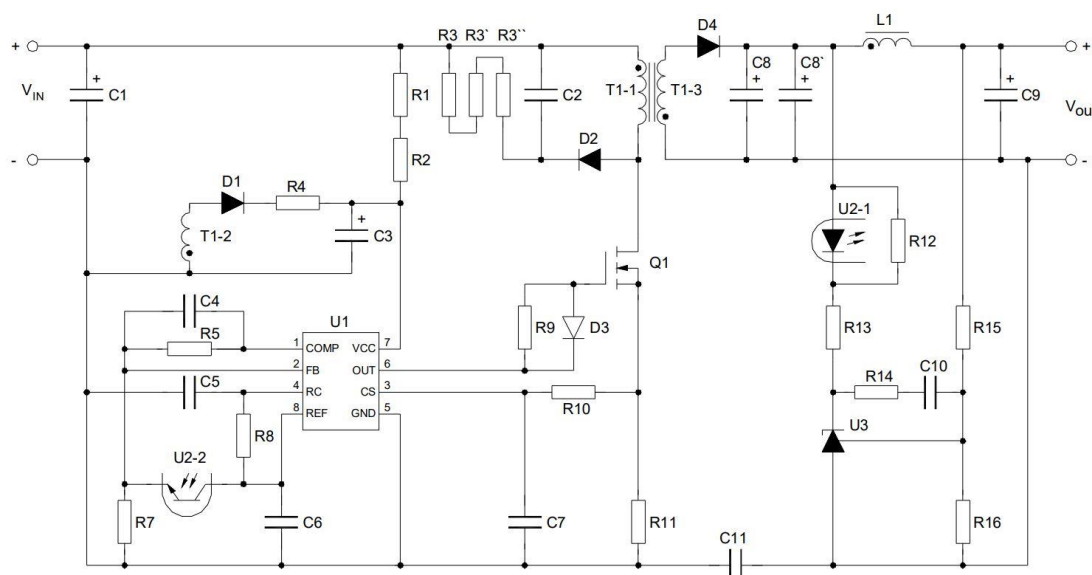 L1
R3 R3` R3``
D4
+
+
C8
C8`
+
+
+
+
+
V IN
C1
R1
C2
T1-1
T1-3
C9
V ou
D2
-
-
R2
D1
R4
U2-1
+
T1-2
C3
R12
Q1
C4
U1
R9
D3
R13
R15
R5
1 COMP VCC 7
2 FB OUT 6
C5
4 RC CS 3
8 REF GND 5
R10
R14
C10
R8
U3
U2-2
R7
C6
C7
R11
R16
C11